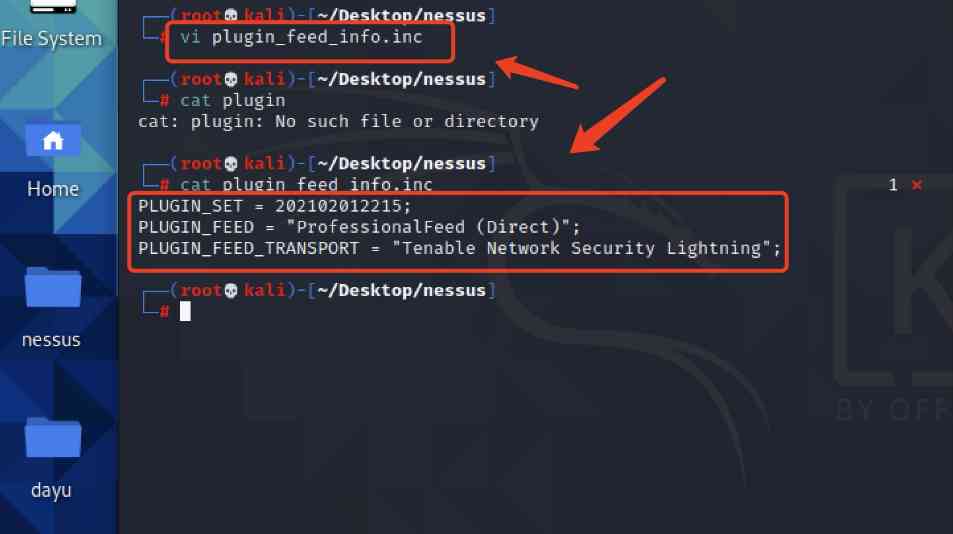 File System
Home
nessus
dayu
(root💀kali)-[~/Desktop/nessus]
# vi plugin_feed_info.inc
(root💀kali)-[~/Desktop/nessus]
# cat plugin
cat: plugin: No such file or directory
(root💀kali)-[~/Desktop/nessus]
# cat plugin_feed_info.inc
1 ×
PLUGIN_SET = 202102012215;
PLUGIN_FEED = "ProfessionalFeed (Direct)";
PLUGIN_FEED_TRANSPORT = "Tenable Network Security Lightning";
(root💀kali)-[~/Desktop/nessus]
#
BY OFF